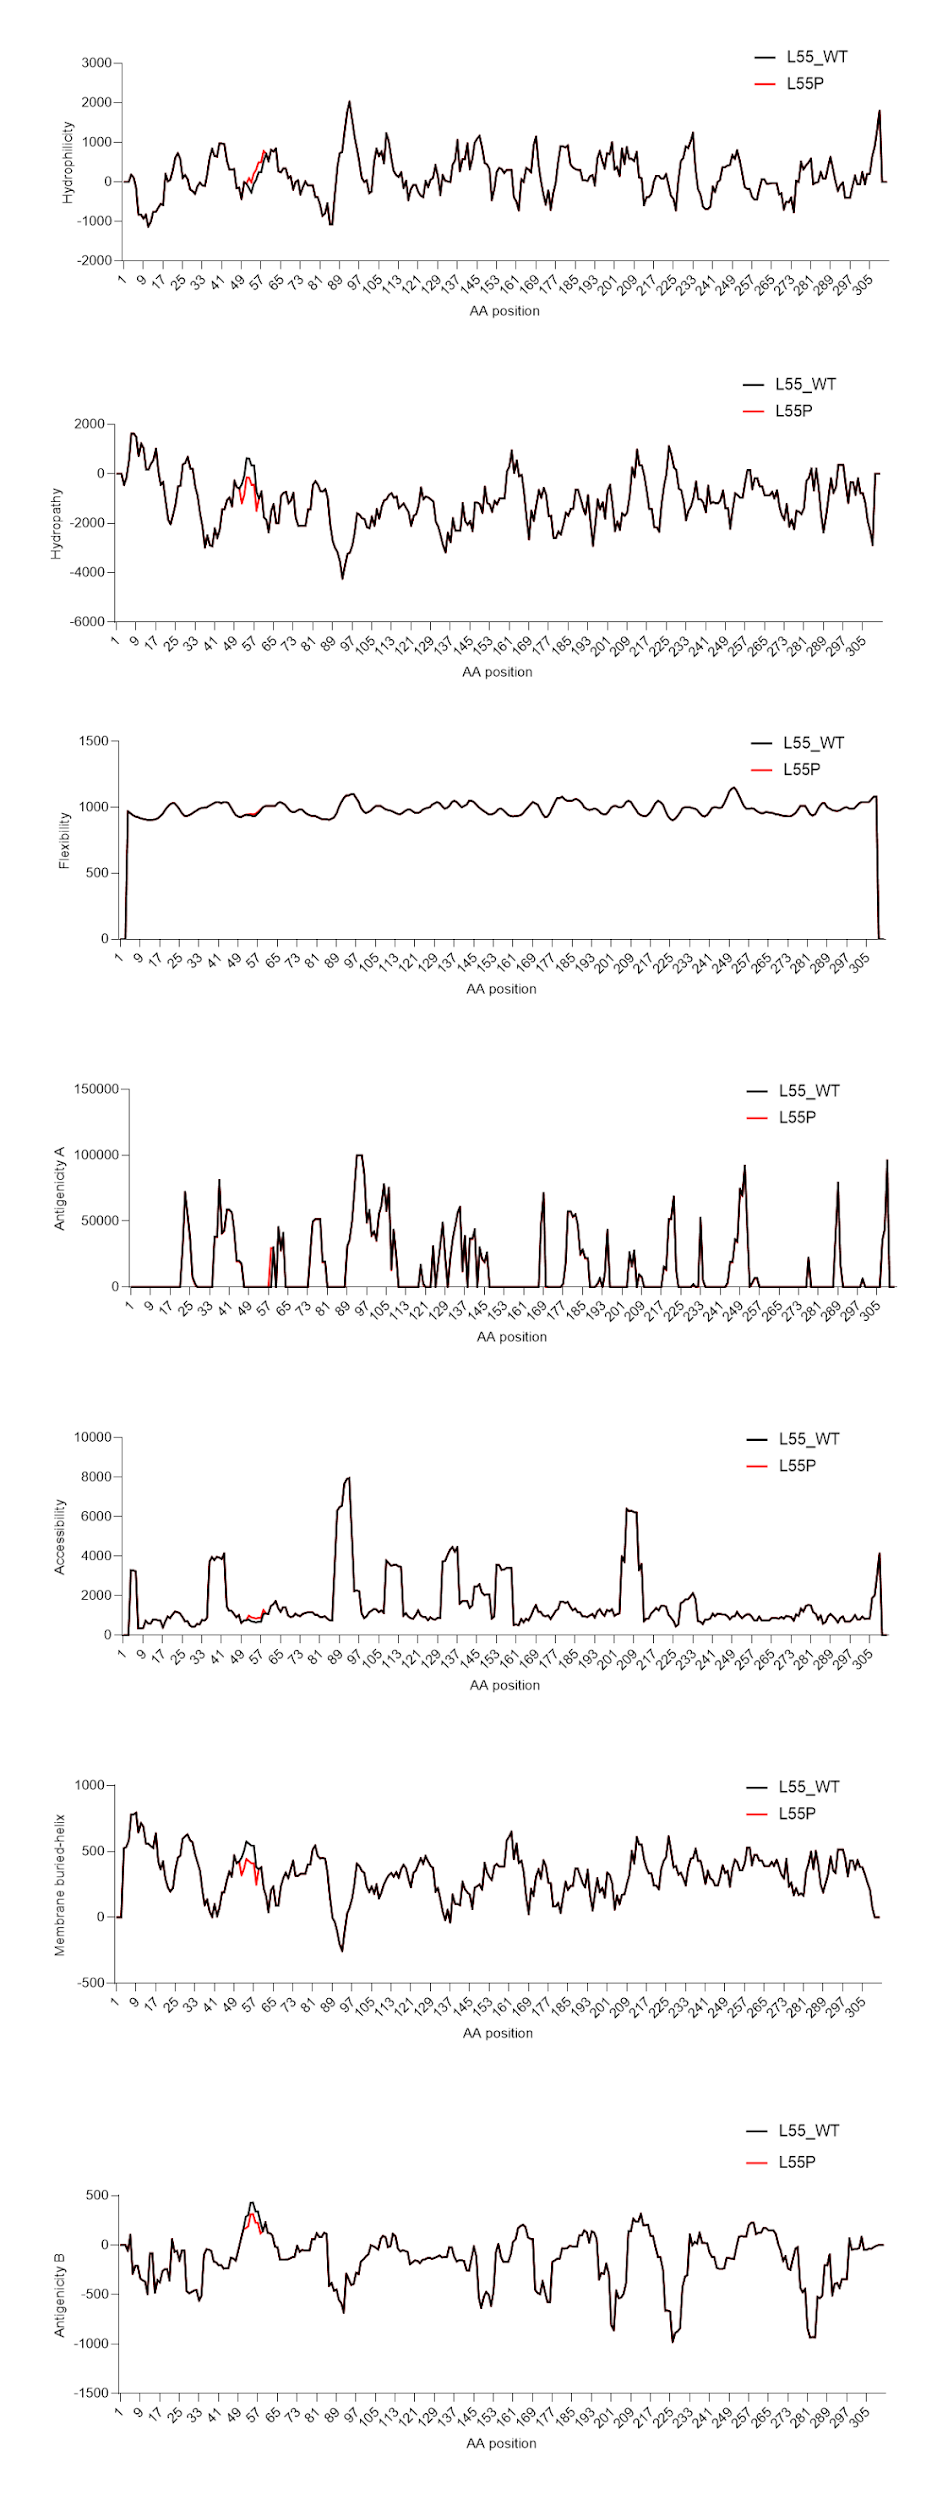 L55_WT
L55P
Hydrophilicity
3000
2000
1000
0
-1000
-2000
1 9 17 25 33 41 49 57 65 73 81 89 97 105 113 121 129 137 145 153 161 169 177 185 193 201 209 217 225 233 241 249 257 265 273 281 289 297 305
AA position
L55_WT
L55P
Hydropathy
2000
0
-2000
-4000
-6000
1 9 17 25 33 41 49 57 65 73 81 89 97 105 113 121 129 137 145 153 161 169 177 185 193 201 209 217 225 233 241 249 257 265 273 281 289 297 305
AA position
L55_WT
L55P
Flexibility
1500
1000
500
0
1 9 17 25 33 41 49 57 65 73 81 89 97 105 113 121 129 137 145 153 161 169 177 185 193 201 209 217 225 233 241 249 257 265 273 281 289 297 305
AA position
L55_WT
L55P
Antigenicity A
150000
100000
50000
0
1 9 17 25 33 41 49 57 65 73 81 89 97 105 113 121 129 137 145 153 161 169 177 185 193 201 209 217 225 233 241 249 257 265 273 281 289 297 305
AA position
L55_WT
L55P
Accessibility
10000
8000
6000
4000
2000
0
1 9 17 25 33 41 49 57 65 73 81 89 97 105 113 121 129 137 145 153 161 169 177 185 193 201 209 217 225 233 241 249 257 265 273 281 289 297 305
AA position
L55_WT
L55P
Membrane buried-helix
1000
500
0
-500
1 9 17 25 33 41 49 57 65 73 81 89 97 105 113 121 129 137 145 153 161 169 177 185 193 201 209 217 225 233 241 249 257 265 273 281 289 297 305
AA position
L55_WT
L55P
Antigenicity B
500
0
-500
-1000
-1500
1 9 17 25 33 41 49 57 65 73 81 89 97 105 113 121 129 137 145 153 161 169 177 185 193 201 209 217 225 233 241 249 257 265 273 281 289 297 305
AA position